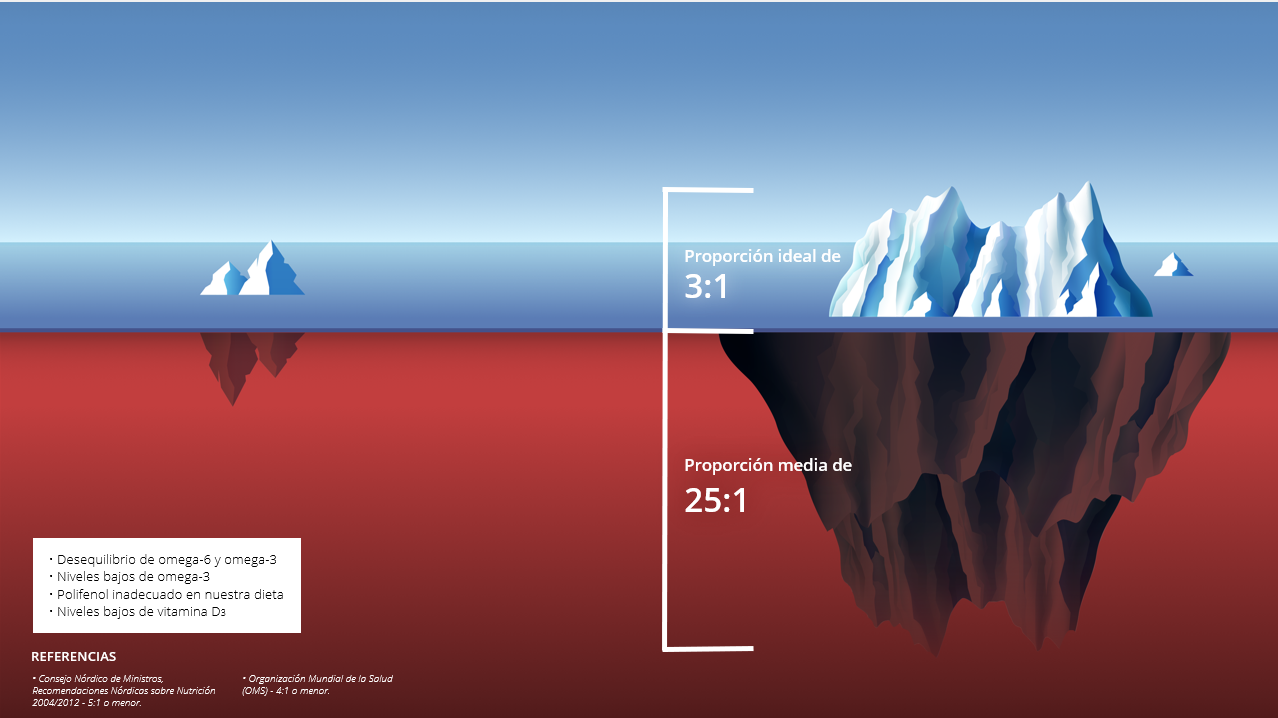 Proporción ideal de
3:1
Proporción media de
25:1
• Desequilibrio de omega-6 y omega-3
• Niveles bajos de omega-3
• Polifenol inadecuado en nuestra dieta
• Niveles bajos de vitamina D3
REFERENCIAS
• Consejo Nórdico de Ministros,
Recomendaciones Nórdicas sobre Nutrición
2004/2012 - 5:1 o menor.
• Organización Mundial de la Salud
(OMS) - 4:1 o menor.